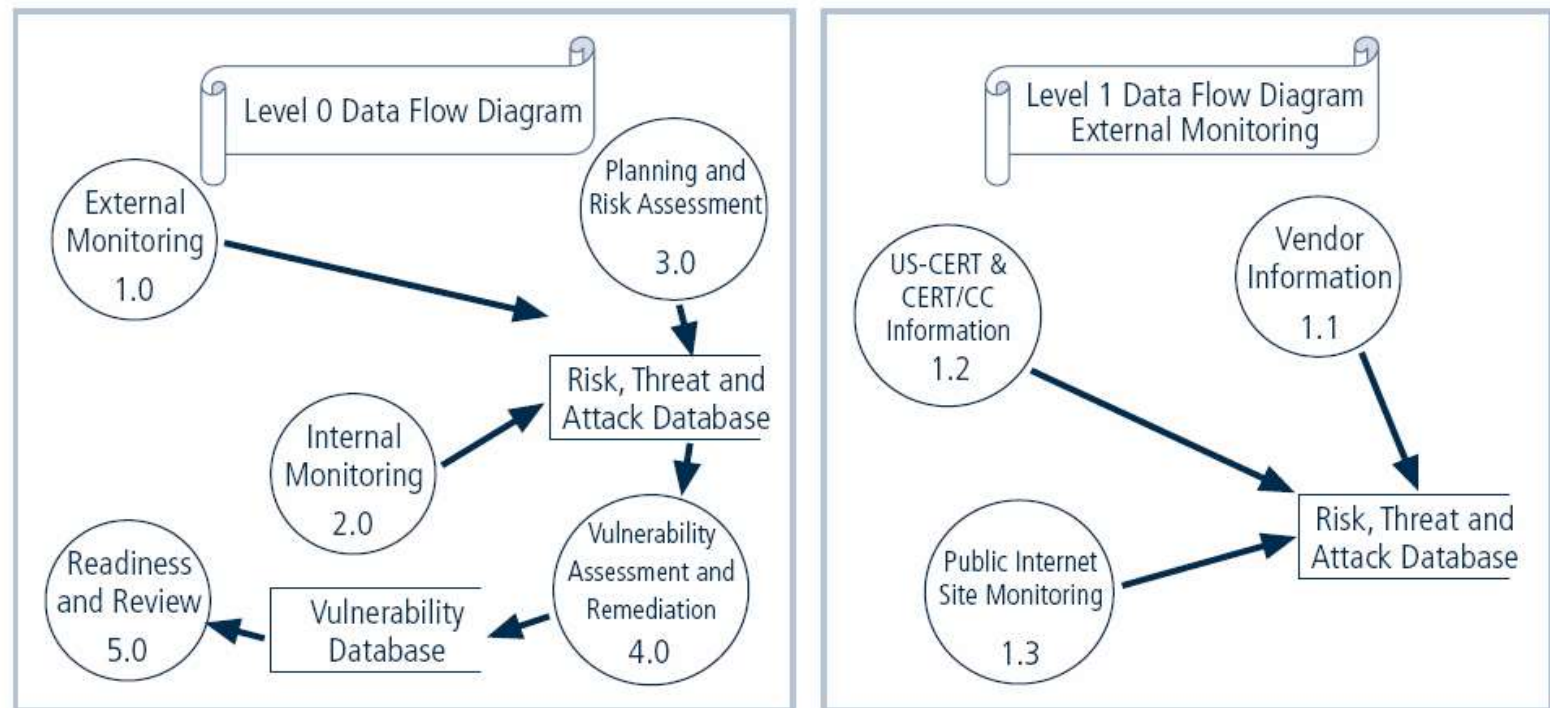 Level 0 Data Flow Diagram
External
Monitoring
1.0
Planning and
Risk Assessment
3.0
Risk, Threat and
Attack Database
Internal
Monitoring
2.0
Vulnerability
Assessment and
Remediation
4.0
Vulnerability
Database
Readiness
and Review
5.0
Level 1 Data Flow Diagram
External Monitoring
US-CERT &
CERT/CC
Information
1.2
Vendor
Information
1.1
Public Internet
Site Monitoring
1.3
Risk, Threat and
Attack Database